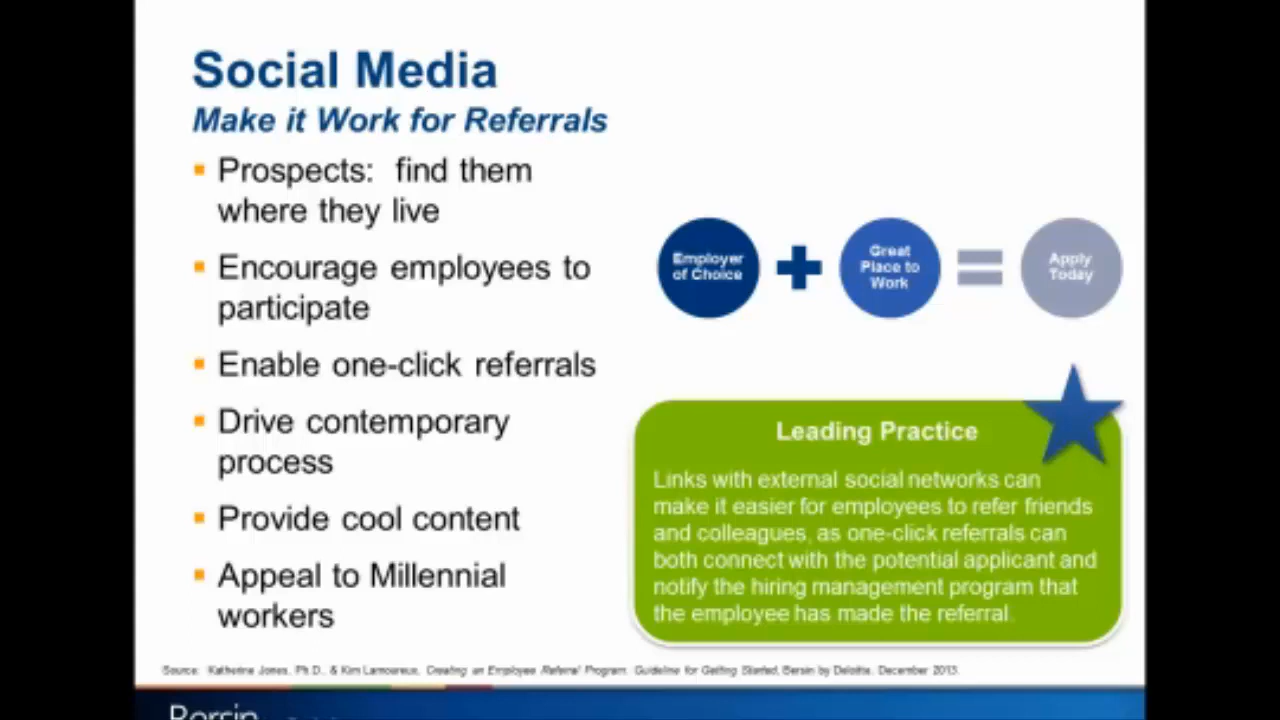 Social Media
Make it Work for Referrals
Prospects: find them
where they live
Encourage employees to
participate
Enable one-click referrals
Drive contemporary
process
Provide cool content
Appeal to Millennial
workers
Employer
of Choice
Great
Place to
Work
Apply
Today
Leading Practice
Links with external social networks can
make it easier for employees to refer friends
and colleagues, as one-click referrals can
both connect with the potential applicant and
notify the hiring management program that
the employee has made the referral.
Source: Katherine Jones, Ph.D., & Kim Lamoureux, Creating an Employee Referral Program: Guideline for Getting Started, Bersin by Deloitte, December 2013.
Bersin